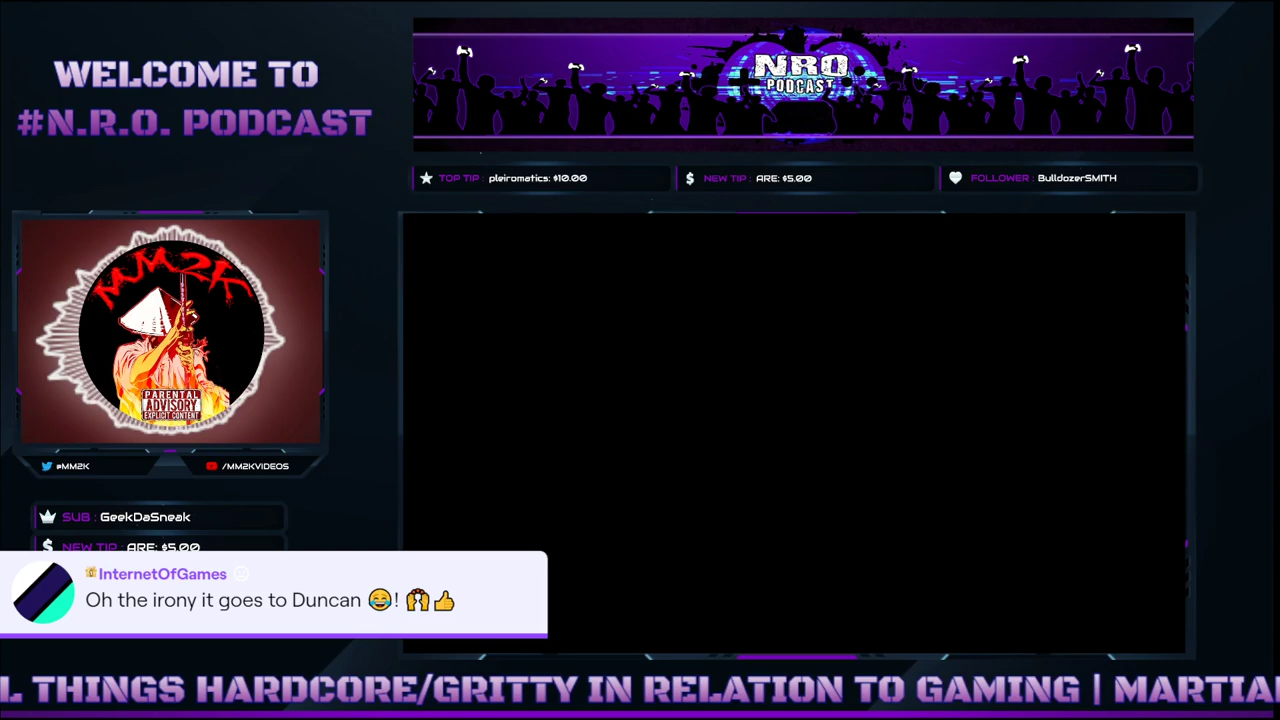 WELCOME TO
#N.R.O. PODCAST
NRO
PODCAST
TOP TIP : pleiromatics: $10.00
NEW TIP : ARE: $5.00
FOLLOWER : BulldozerSMITH
MM2K
PARENTAL
ADVISORY
EXPLICIT CONTENT
@MM2K
/MM2KVIDEOS
SUB : GeekDaSneak
NEW TIP : ARE: $5.00
InternetOfGames
Oh the irony it goes to Duncan 😂! 🙌👍
L THINGS HARDCORE/GRITTY IN RELATION TO GAMING | MARTIA